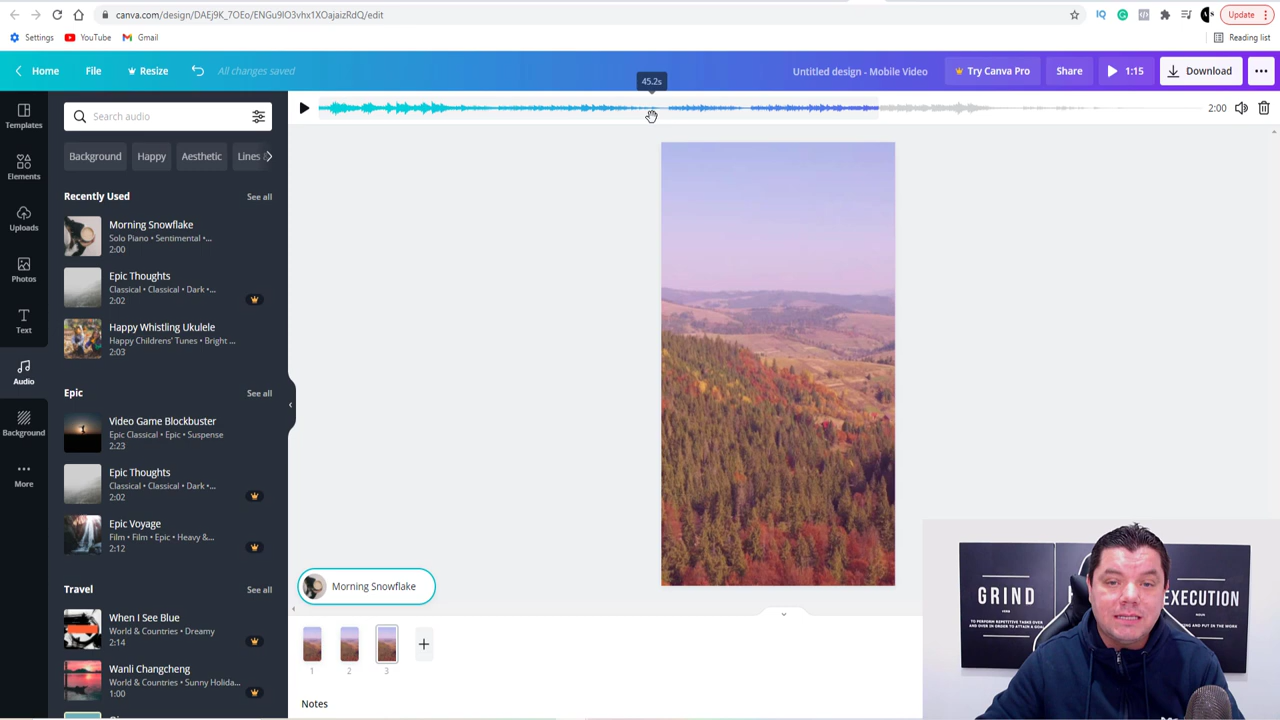 canva.com/design/DAEj9K_7OEo/ENGu9IO3vhx1XOajaizRdQ/edit
IQ
Update
Settings
YouTube
Gmail
Reading list
Home
File
Resize
All changes saved
Untitled design - Mobile Video
Try Canva Pro
Share
1:15
Download
45.2s
2:00
Templates
Elements
Uploads
Photos
Text
Audio
Background
More
Search audio
Background
Happy
Aesthetic
Lines
Recently Used
See all
Morning Snowflake
Solo Piano • Sentimental •...
2:00
Epic Thoughts
Classical • Classical • Dark •...
2:02
Happy Whistling Ukulele
Happy Childrens' Tunes • Bright ...
2:03
Epic
See all
Video Game Blockbuster
Epic Classical • Epic • Suspense
2:23
Epic Thoughts
Classical • Classical • Dark •...
2:02
Epic Voyage
Film • Film • Epic • Heavy &...
2:12
Travel
See all
When I See Blue
World & Countries • Dreamy
2:14
Wanli Changcheng
World & Countries • Sunny Holida...
1:00
Morning Snowflake
1
2
3
Notes
GRIND
EXECUTION